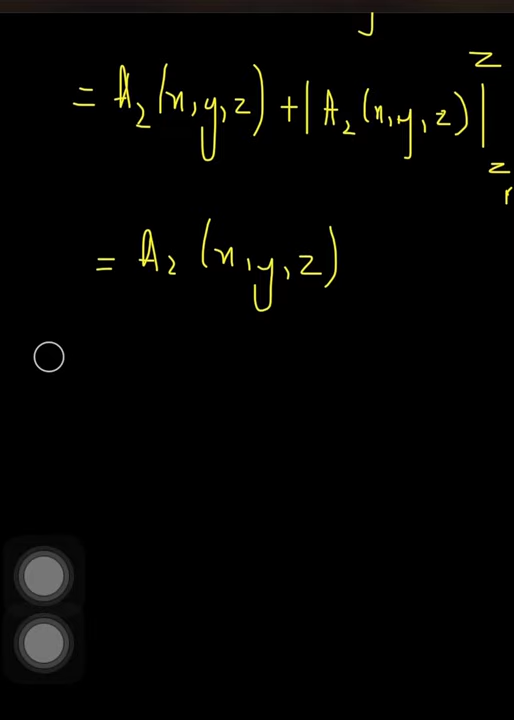 = A₂(x,y,z) + | A₂(x,y,z) |
z
z
= A₂ (x,y,z)